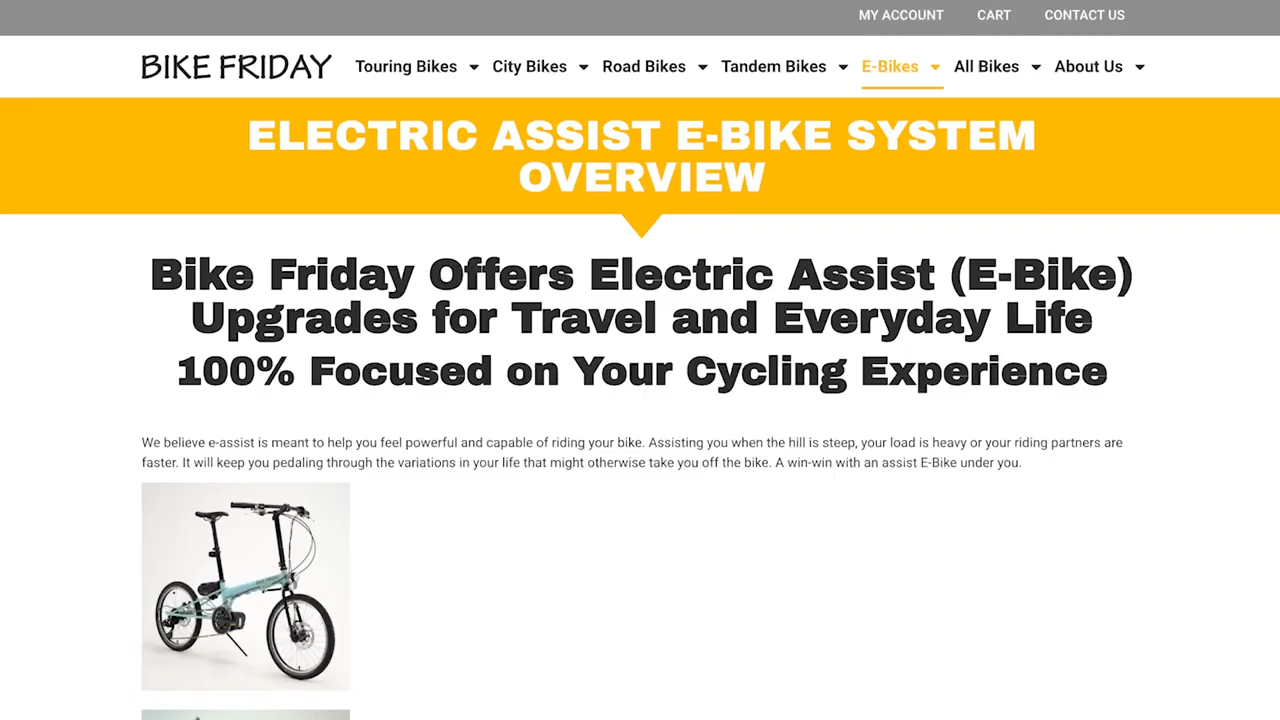 MY ACCOUNT CART CONTACT US
BIKE FRIDAY Touring Bikes City Bikes Road Bikes Tandem Bikes E-Bikes All Bikes About Us
ELECTRIC ASSIST E-BIKE SYSTEM
OVERVIEW
Bike Friday Offers Electric Assist (E-Bike)
Upgrades for Travel and Everyday Life
100% Focused on Your Cycling Experience
We believe e-assist is meant to help you feel powerful and capable of riding your bike. Assisting you when the hill is steep, your load is heavy or your riding partners are
faster. It will keep you pedaling through the variations in your life that might otherwise take you off the bike. A win-win with an assist E-Bike under you.
BIKE FRIDAY